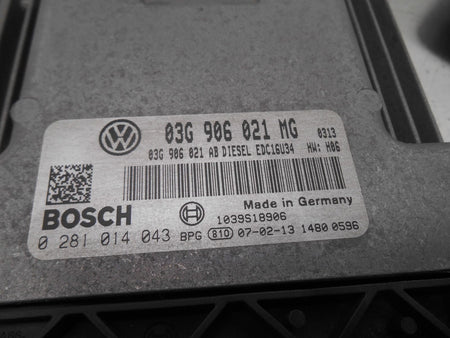 03G 906 021 MG 0313
03G 906 021 AB DIESEL EDC16U34 HW: H06
Made in Germany
BOSCH 1039S18906
0 281 014 043 BPG 810 07-02-13 1480 0596